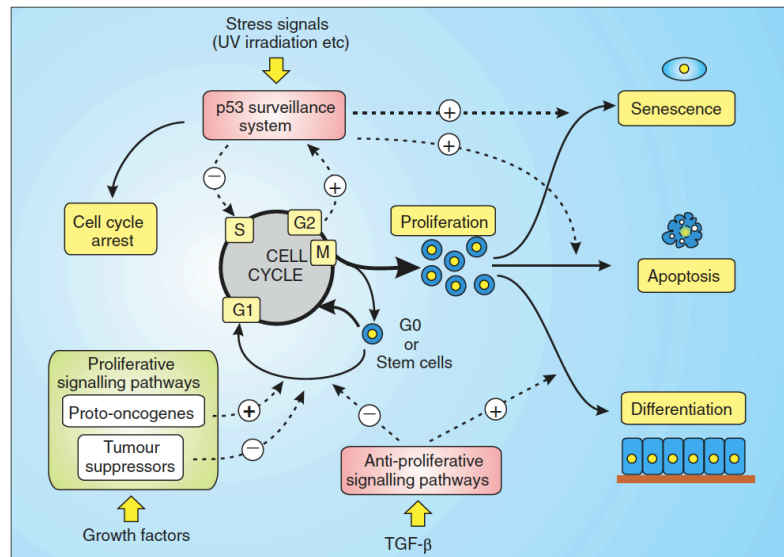 Stress signals
(UV irradiation etc)
p53 surveillance
system
+
+
Senescence
−
+
Cell cycle
arrest
S
G2
M
CELL
CYCLE
G1
Proliferation
Apoptosis
G0
or
Stem cells
Proliferative
signalling pathways
Proto-oncogenes
+
Tumour
suppressors
−
−
+
Differentiation
Anti-proliferative
signalling pathways
Growth factors
TGF-β